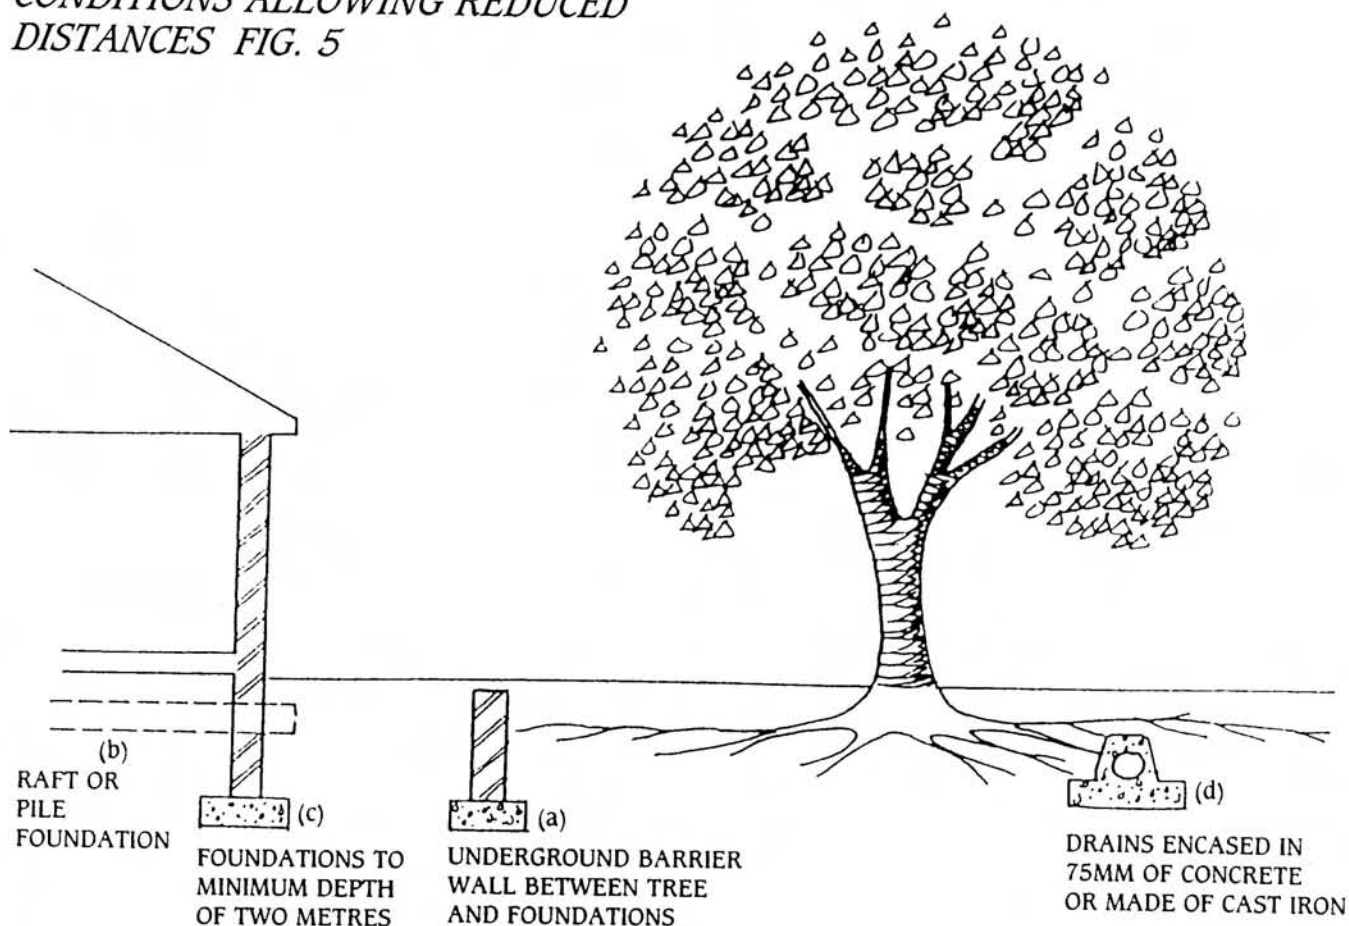 CONDITIONS ALLOWING REDUCED
DISTANCES FIG. 5
(b)
RAFT OR
PILE
FOUNDATION
(c)
FOUNDATIONS TO
MINIMUM DEPTH
OF TWO METRES
(a)
UNDERGROUND BARRIER
WALL BETWEEN TREE
AND FOUNDATIONS
(d)
DRAINS ENCASED IN
75MM OF CONCRETE
OR MADE OF CAST IRON